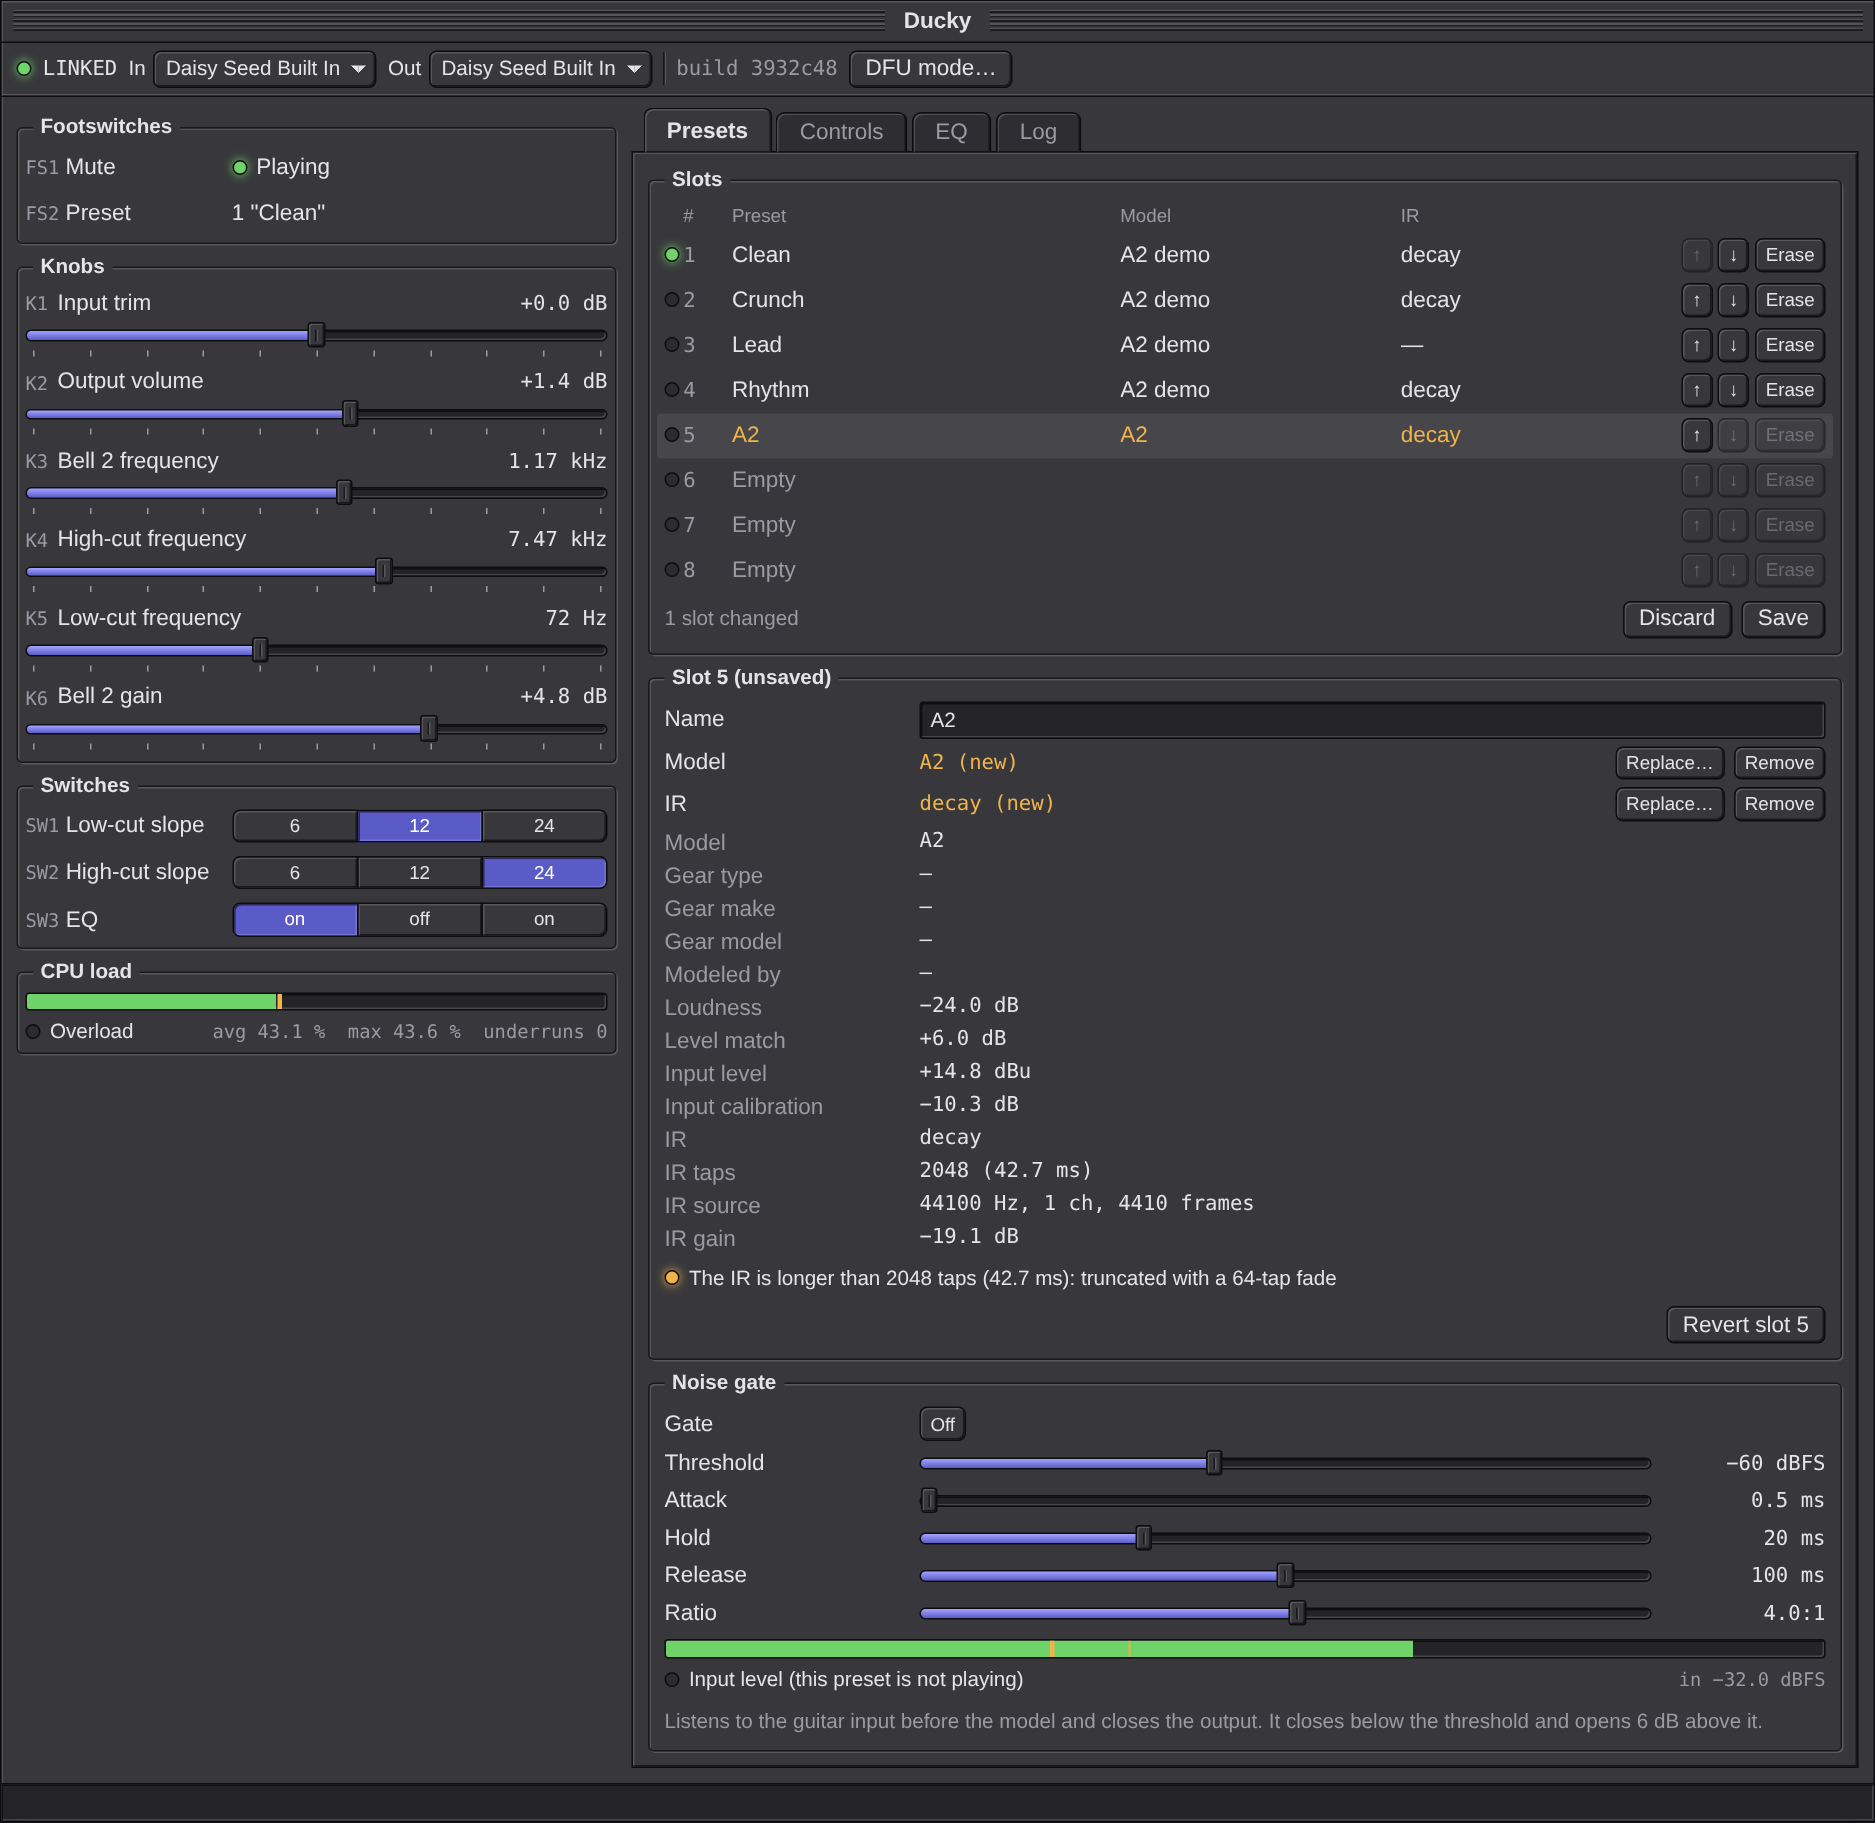 Ducky
LINKED In Daisy Seed Built In Out Daisy Seed Built In build 3932c48 DFU mode…
Footswitches
FS1 Mute Playing
FS2 Preset 1 "Clean"
Knobs
K1 Input trim +0.0 dB
K2 Output volume +1.4 dB
K3 Bell 2 frequency 1.17 kHz
K4 High-cut frequency 7.47 kHz
K5 Low-cut frequency 72 Hz
K6 Bell 2 gain +4.8 dB
Switches
SW1 Low-cut slope 6 12 24
SW2 High-cut slope 6 12 24
SW3 EQ on off on
CPU load
Overload avg 43.1 % max 43.6 % underruns 0
Presets Controls EQ Log
Slots
# Preset Model IR
1 Clean A2 demo decay ↑ ↓ Erase
2 Crunch A2 demo decay ↑ ↓ Erase
3 Lead A2 demo — ↑ ↓ Erase
4 Rhythm A2 demo decay ↑ ↓ Erase
5 A2 A2 decay ↑ ↓ Erase
6 Empty ↑ ↓ Erase
7 Empty ↑ ↓ Erase
8 Empty ↑ ↓ Erase
1 slot changed Discard Save
Slot 5 (unsaved)
Name A2
Model A2 (new) Replace… Remove
IR decay (new) Replace… Remove
Model A2
Gear type –
Gear make –
Gear model –
Modeled by –
Loudness −24.0 dB
Level match +6.0 dB
Input level +14.8 dBu
Input calibration −10.3 dB
IR decay
IR taps 2048 (42.7 ms)
IR source 44100 Hz, 1 ch, 4410 frames
IR gain −19.1 dB
The IR is longer than 2048 taps (42.7 ms): truncated with a 64-tap fade
Revert slot 5
Noise gate
Gate Off
Threshold −60 dBFS
Attack 0.5 ms
Hold 20 ms
Release 100 ms
Ratio 4.0:1
Input level (this preset is not playing) in −32.0 dBFS
Listens to the guitar input before the model and closes the output. It closes below the threshold and opens 6 dB above it.